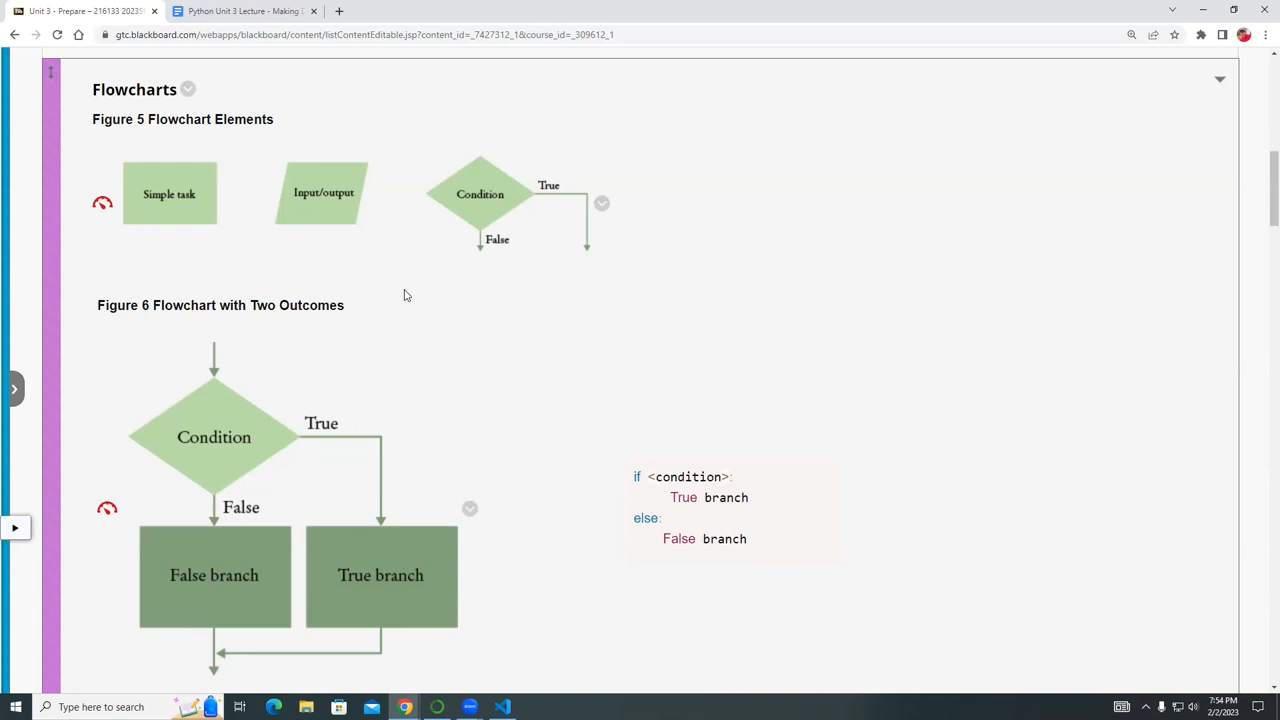 Unit 3 - Prepare – 216133 2023S
Python Unit 3 Lecture - Making
gtc.blackboard.com/webapps/blackboard/content/listContentEditable.jsp?content_id=_7427312_1&course_id=_309612_1
Flowcharts
Figure 5 Flowchart Elements
Simple task
Input/output
Condition
True
False
Figure 6 Flowchart with Two Outcomes
Condition
True
False
False branch
True branch
if <condition>:
True branch
else:
False branch
Type here to search
7:54 PM
2/2/2023